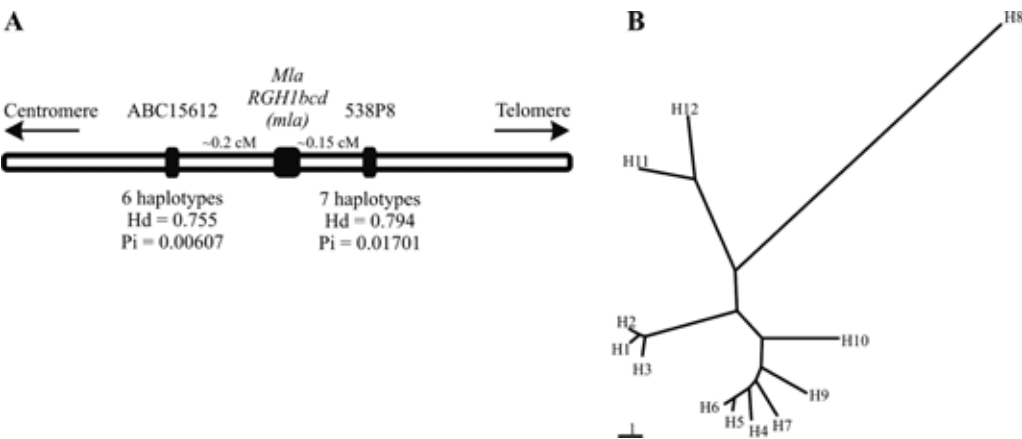 A
Mla
RGH1bcd
(mla)
Centromere
ABC15612
538P8
Telomere
~0.2 cM
~0.15 cM
6 haplotypes
Hd = 0.755
Pi = 0.00607
7 haplotypes
Hd = 0.794
Pi = 0.01701
B
H8
H12
H11
H2
H1
H3
H10
H9
H6
H5
H4
H7
1